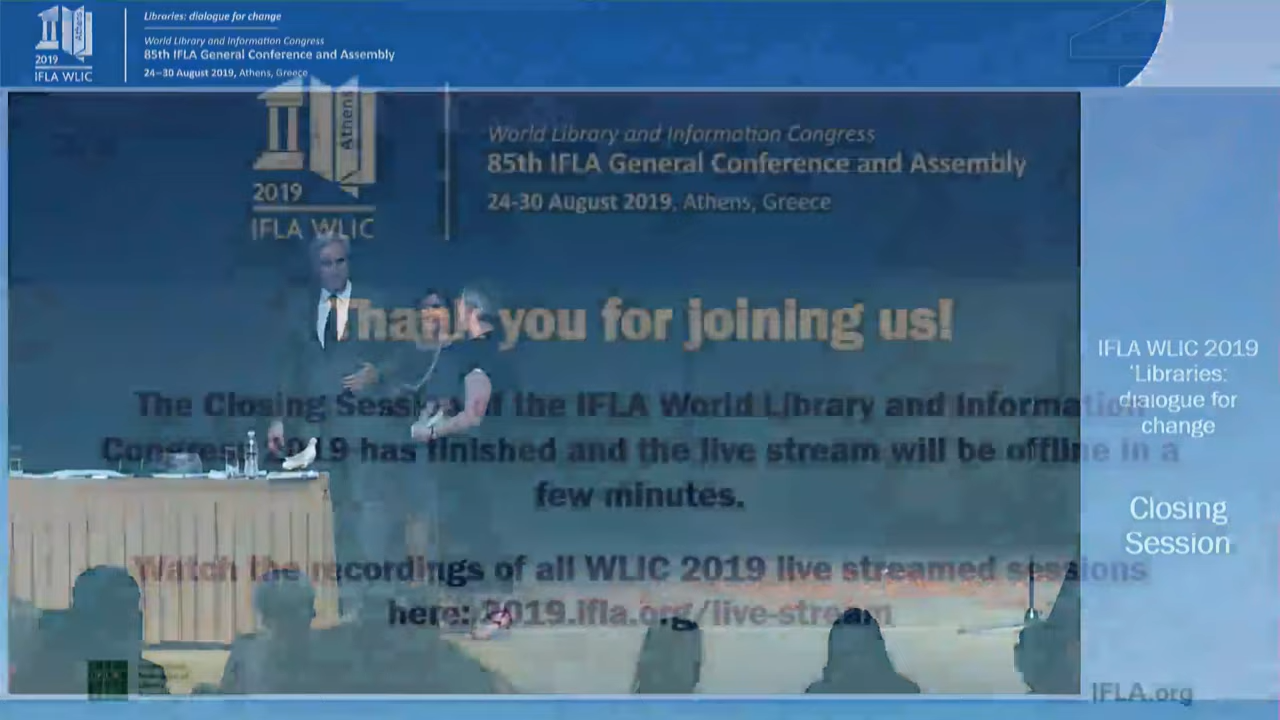 Libraries: dialogue for change
World Library and Information Congress
85th IFLA General Conference and Assembly
24–30 August 2019, Athens, Greece
Athens
2019
IFLA WLIC
Athens
2019
IFLA WLIC
World Library and Information Congress
85th IFLA General Conference and Assembly
24-30 August 2019, Athens, Greece
Thank you for joining us!
The Closing Session of the IFLA World Library and Information
Congress 2019 has finished and the live stream will be offline in a
few minutes.
Watch the recordings of all WLIC 2019 live streamed sessions
here: 2019.ifla.org/live-stream
IFLA WLIC 2019
'Libraries:
dialogue for
change
Closing
Session
IFLA.org